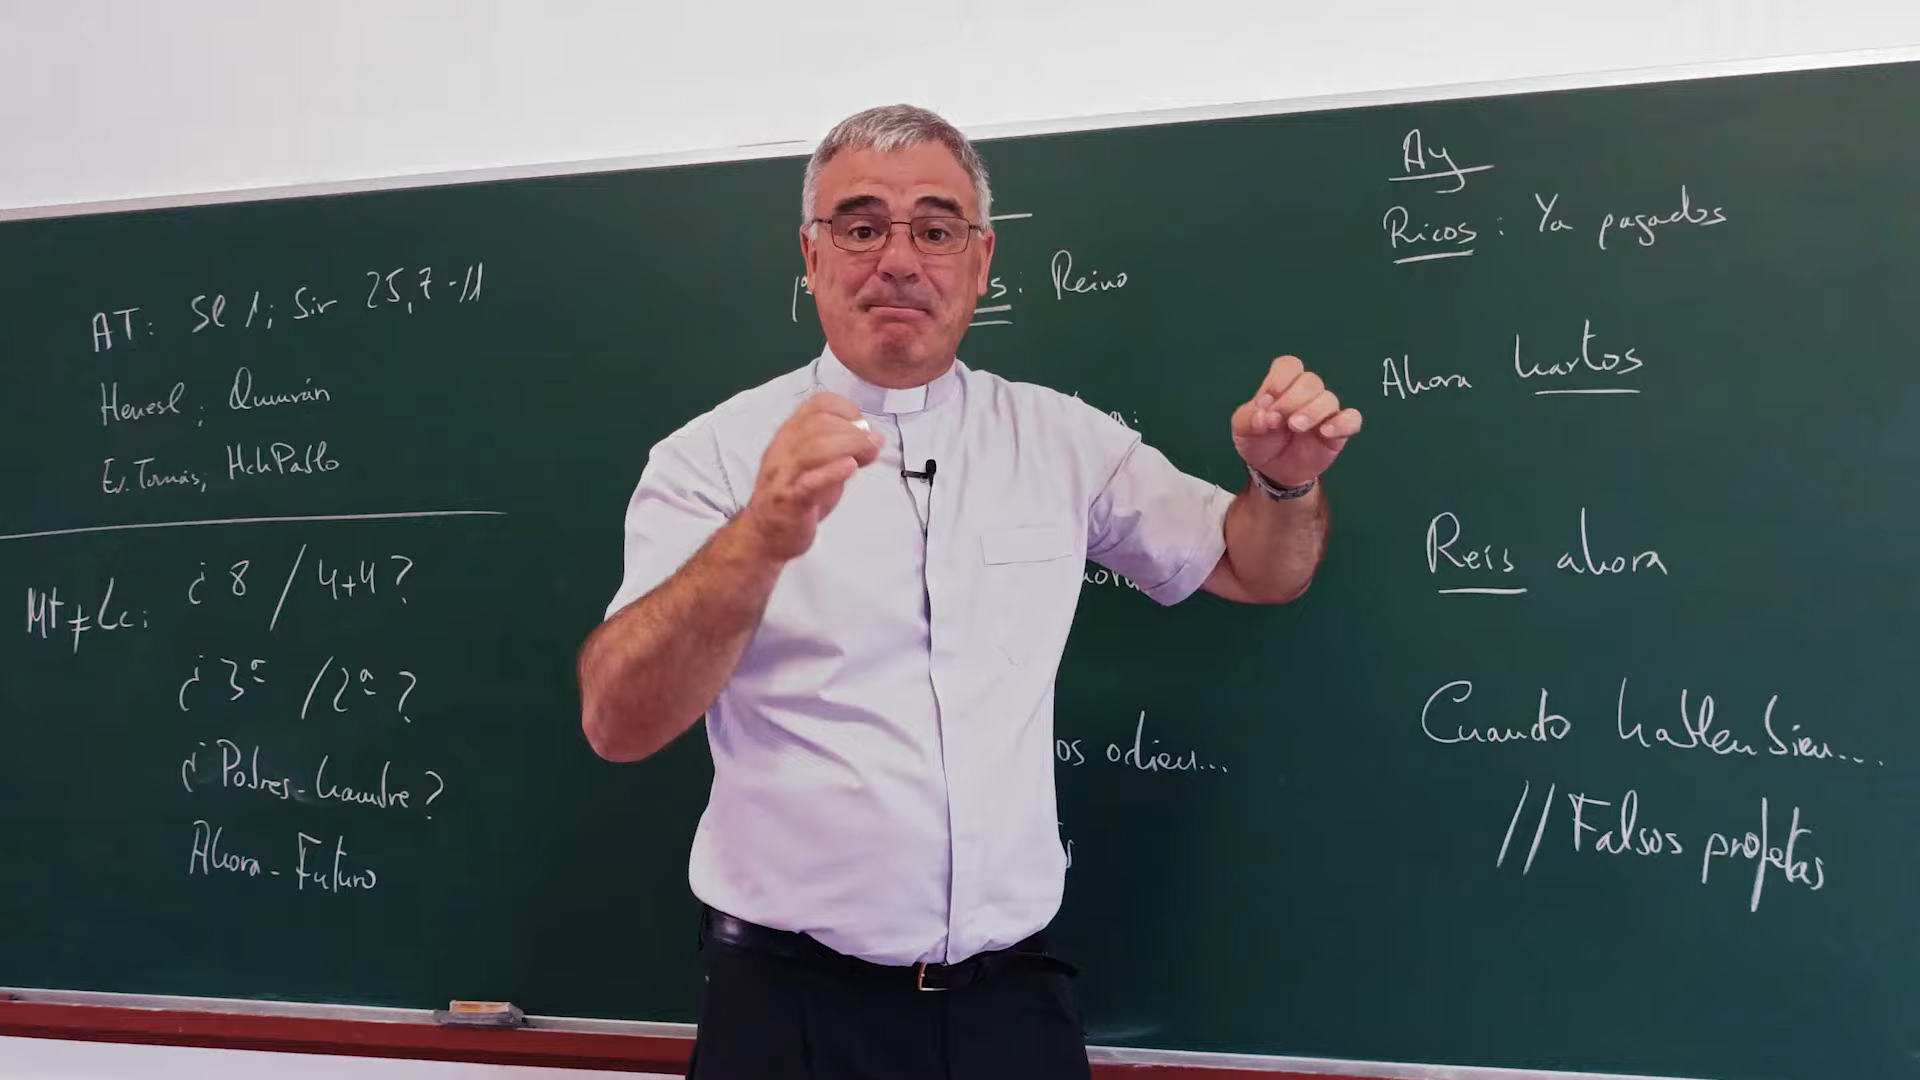 AT: Sl 1; Sir 25,7-11
Henesl; Qumrán
Ev. Tomás; Hch Pablo
Mt ≠ Lc: ¿8 / 4+4?
¿3ª / 2ª?
¿Pobres-hambre?
Ahora - Futuro
s: Reino
os odien...
Ay
Ricos: Ya pagados
Ahora hartos
Reís ahora
Cuando hablen bien...
// Falsos profetas